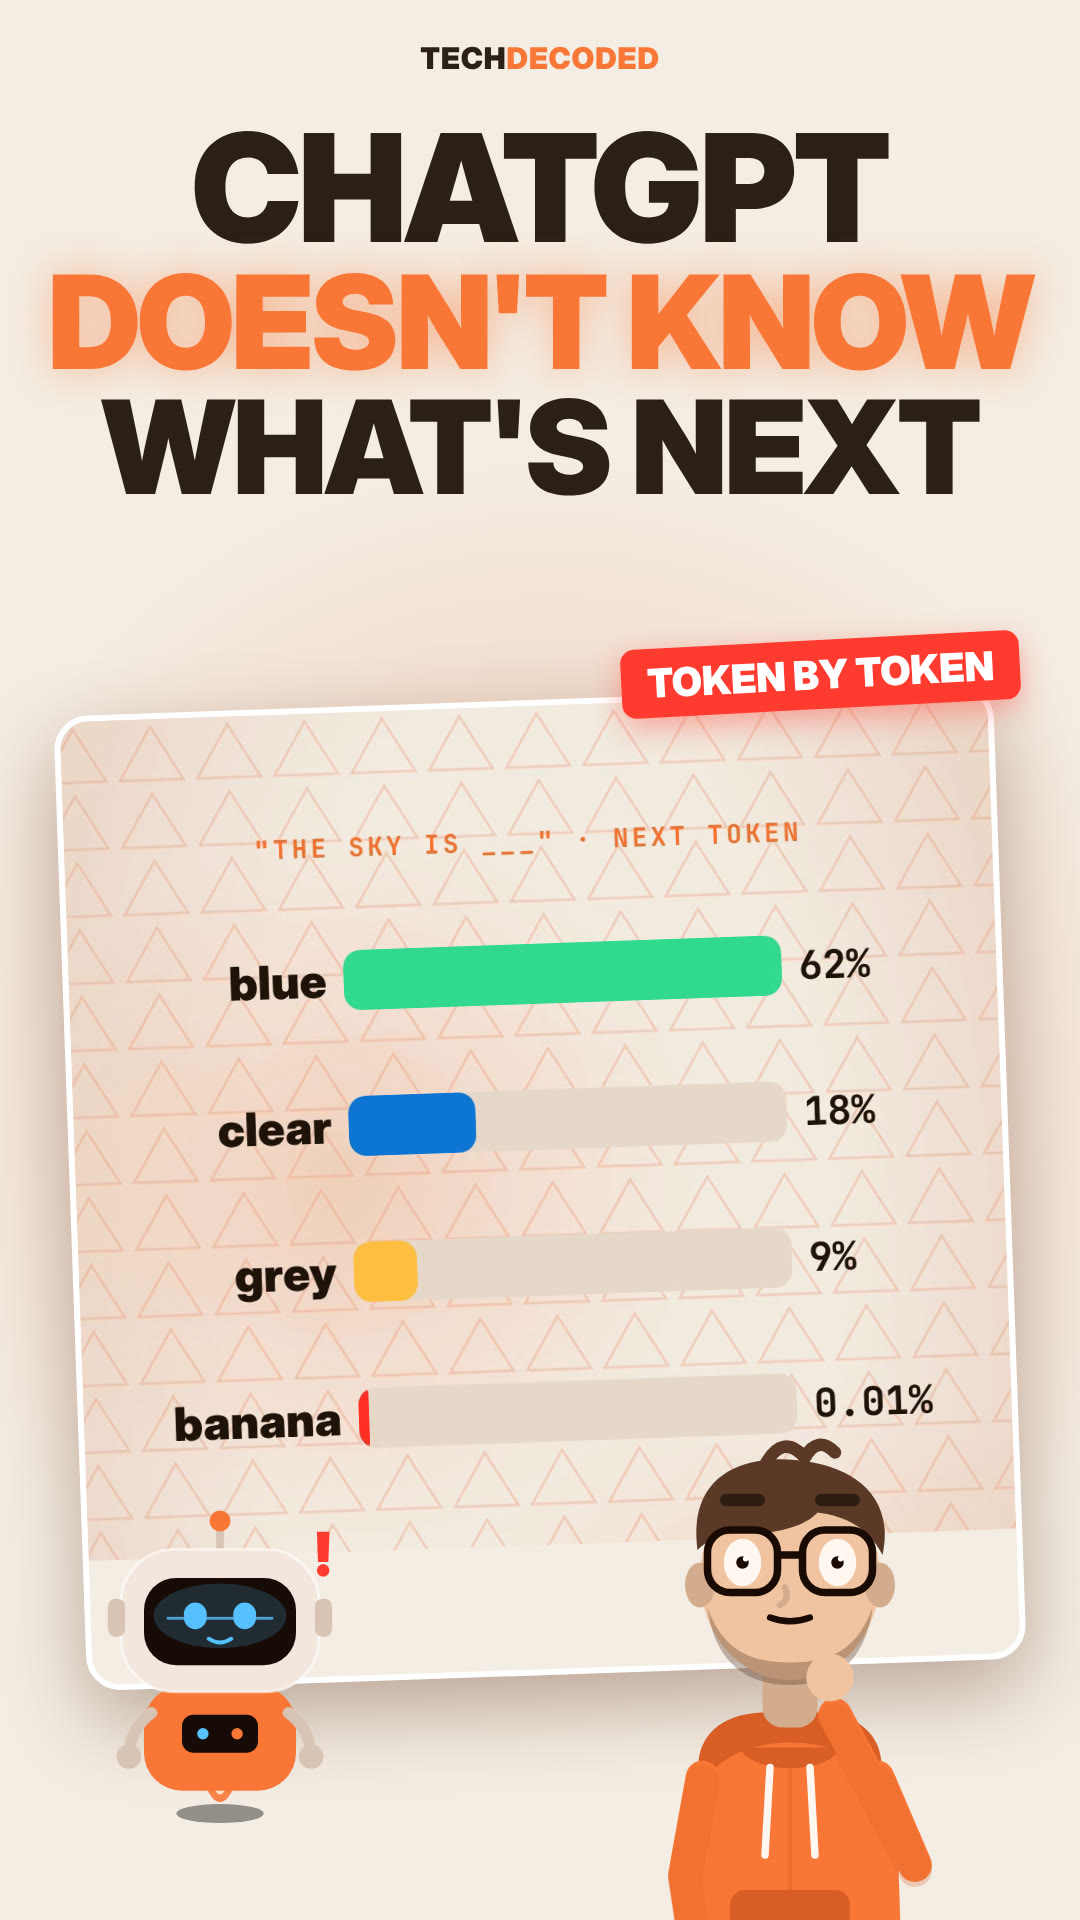 TECHDECODED
CHATGPT
DOESN'T KNOW
WHAT'S NEXT
TOKEN BY TOKEN
"THE SKY IS ___" · NEXT TOKEN
blue 62%
clear 18%
grey 9%
banana 0.01%
!